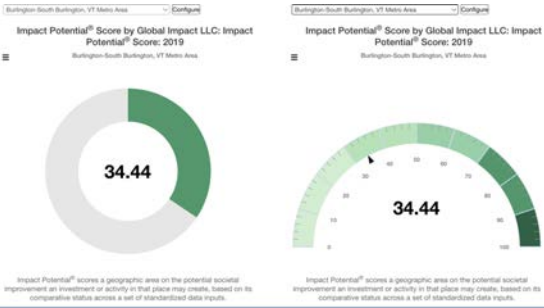 Burlington-South Burlington, VT Metro Area
Configure
Impact Potential® Score by Global Impact LLC: Impact
Potential® Score: 2019
Burlington-South Burlington, VT Metro Area
34.44
Impact Potential® scores a geographic area on the potential societal
improvement an investment or activity in that place may create, based on its
comparative status across a set of standardized data inputs.
Burlington-South Burlington, VT Metro Area
Configure
Impact Potential® Score by Global Impact LLC: Impact
Potential® Score: 2019
Burlington-South Burlington, VT Metro Area
0
10
20
30
40
50
60
70
80
90
100
34.44
Impact Potential® scores a geographic area on the potential societal
improvement an investment or activity in that place may create, based on its
comparative status across a set of standardized data inputs.